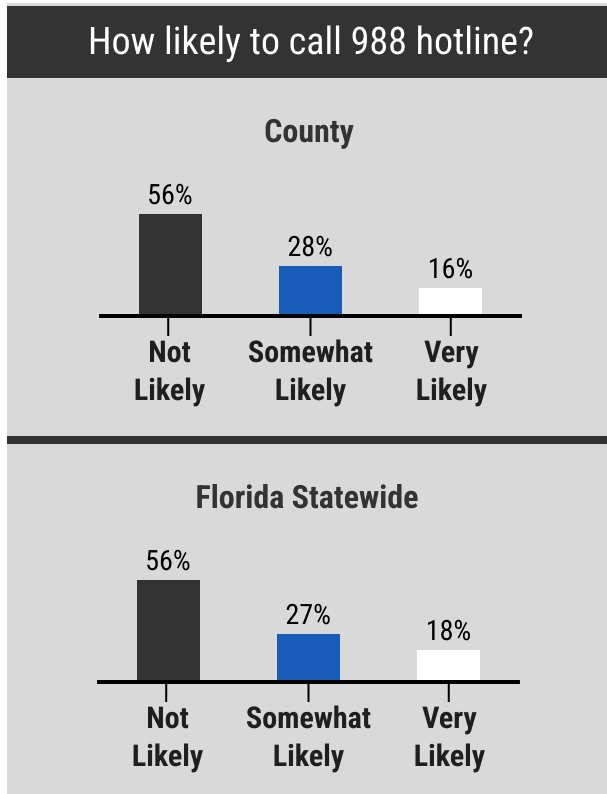 How likely to call 988 hotline?
County
56%
28%
16%
Not
Likely
Somewhat
Likely
Very
Likely
Florida Statewide
56%
27%
18%
Not
Likely
Somewhat
Likely
Very
Likely